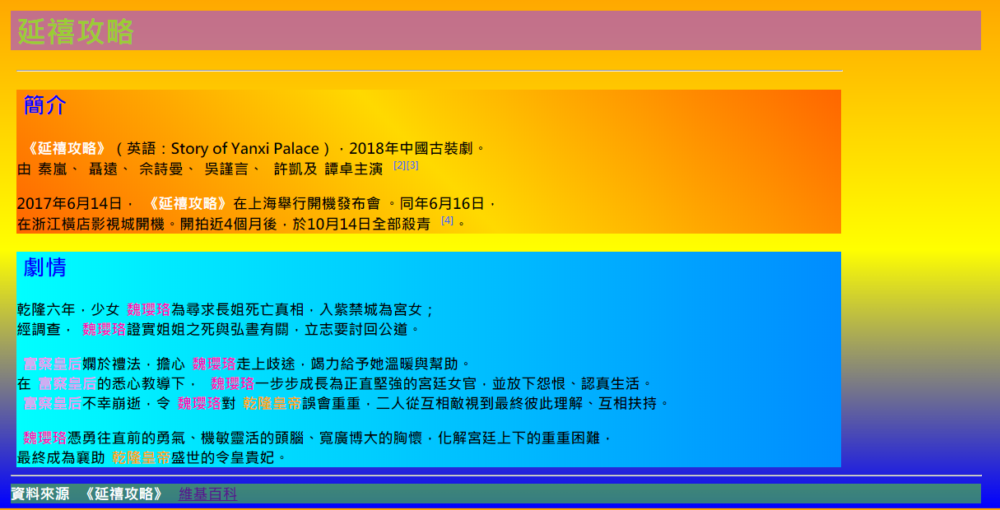 延禧攻略
簡介
《延禧攻略》（英語：Story of Yanxi Palace），2018年中國古裝劇。
由 秦嵐、 聶遠、 佘詩曼、 吳謹言、 許凱及 譚卓主演 [2][3]
2017年6月14日， 《延禧攻略》在上海舉行開機發布會 。同年6月16日，
在浙江橫店影視城開機。開拍近4個月後，於10月14日全部殺青 [4] 。
劇情
乾隆六年，少女 魏瓔珞為尋求長姐死亡真相，入紫禁城為宮女；
經調查， 魏瓔珞證實姐姐之死與弘晝有關，立志要討回公道。
富察皇后嫻於禮法，擔心 魏瓔珞走上歧途，竭力給予她溫暖與幫助。
在 富察皇后的悉心教導下， 魏瓔珞一步步成長為正直堅強的宮廷女官，並放下怨恨、認真生活。
富察皇后不幸崩逝，令 魏瓔珞對 乾隆皇帝誤會重重，二人從互相敵視到最終彼此理解、互相扶持。
魏瓔珞憑勇往直前的勇氣、機敏靈活的頭腦、寬廣博大的胸懷，化解宮廷上下的重重困難，
最終成為襄助 乾隆皇帝盛世的令皇貴妃。
資料來源 《延禧攻略》 維基百科